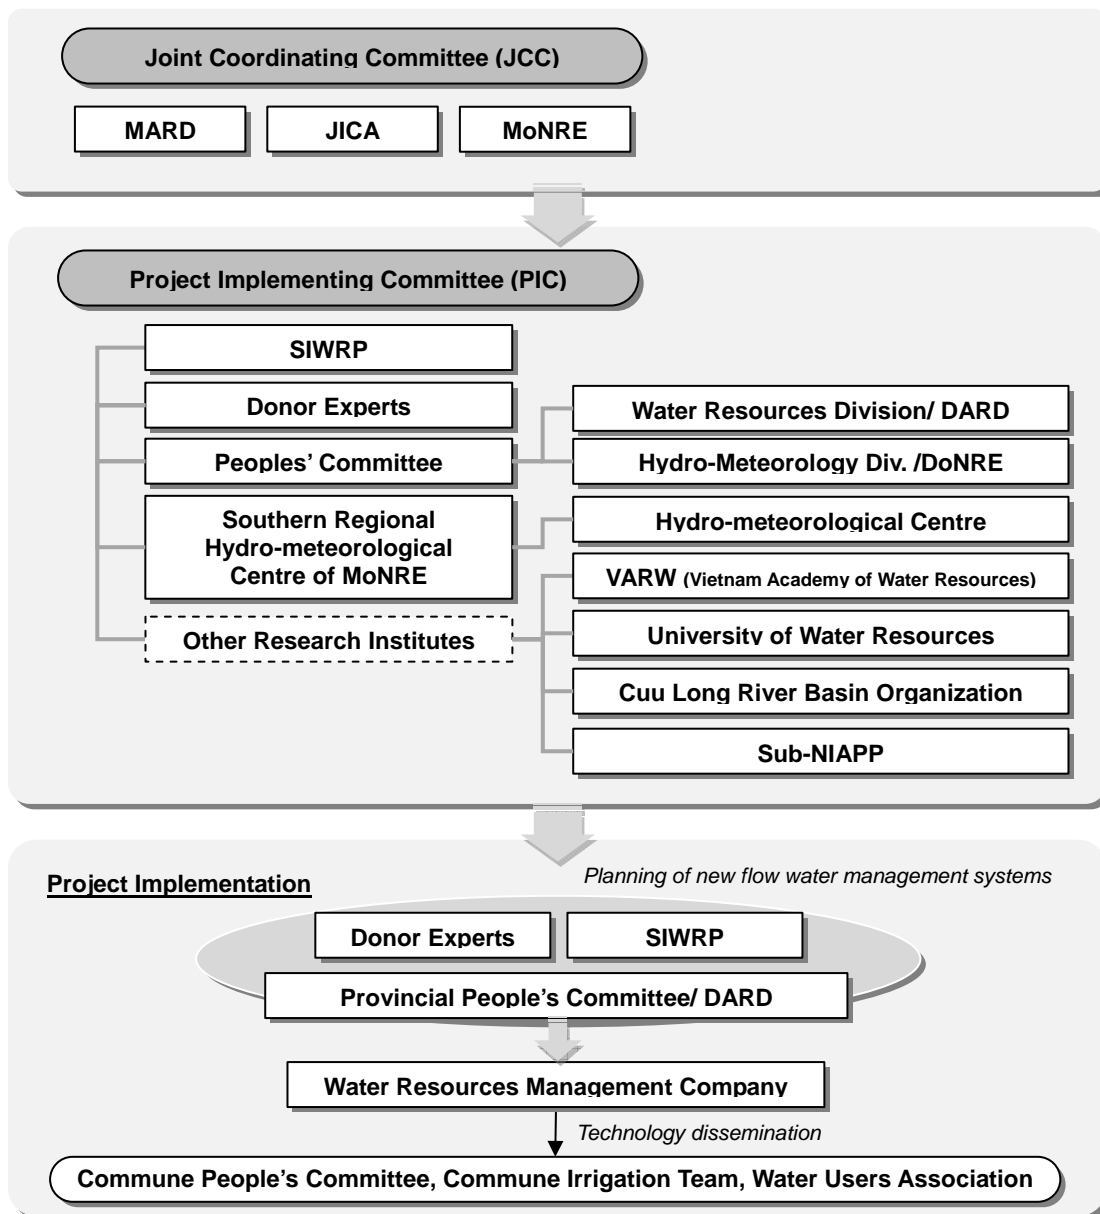 Joint Coordinating Committee (JCC)
MARD
JICA
MoNRE
Project Implementing Committee (PIC)
SIWRP
Donor Experts
Peoples' Committee
Southern Regional
Hydro-meteorological
Centre of MoNRE
Other Research Institutes
Water Resources Division/ DARD
Hydro-Meteorology Div. /DoNRE
Hydro-meteorological Centre
VARW (Vietnam Academy of Water Resources)
University of Water Resources
Cuu Long River Basin Organization
Sub-NIAPP
Project Implementation
Planning of new flow water management systems
Donor Experts
SIWRP
Provincial People's Committee/ DARD
Water Resources Management Company
Technology dissemination
Commune People's Committee, Commune Irrigation Team, Water Users Association